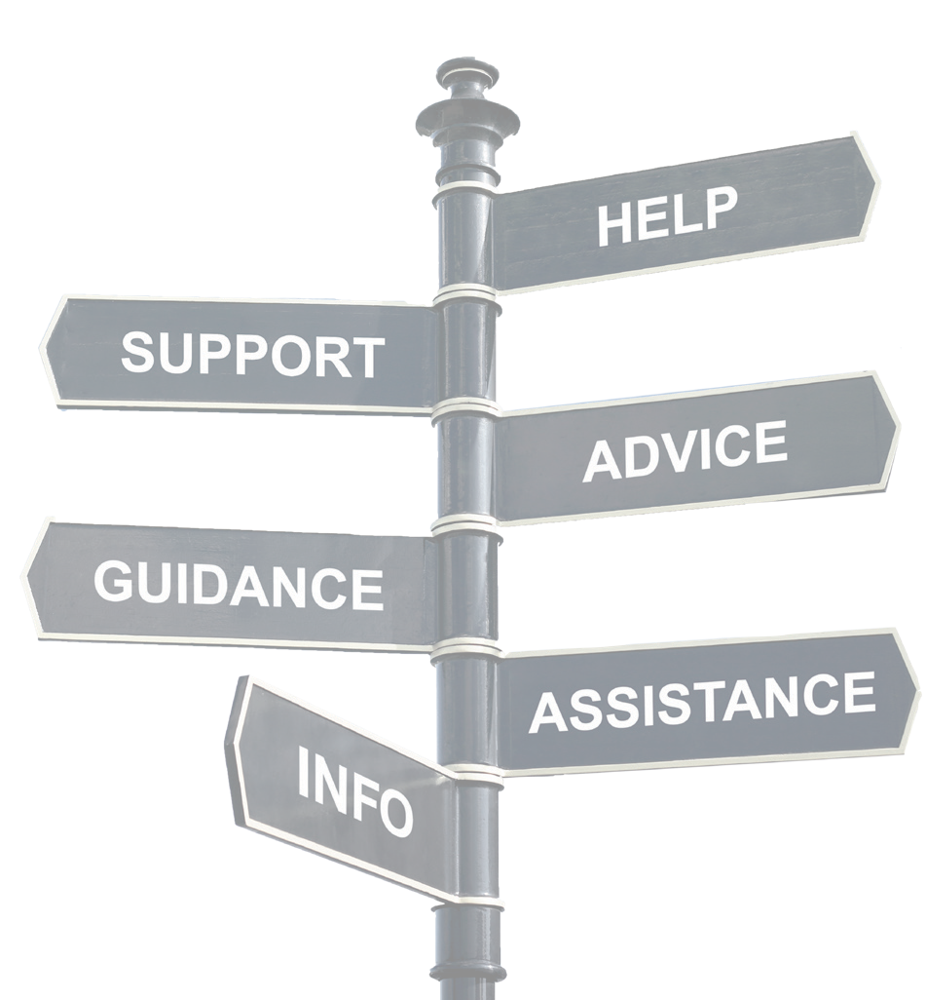 HELP
SUPPORT
ADVICE
GUIDANCE
ASSISTANCE
INFO